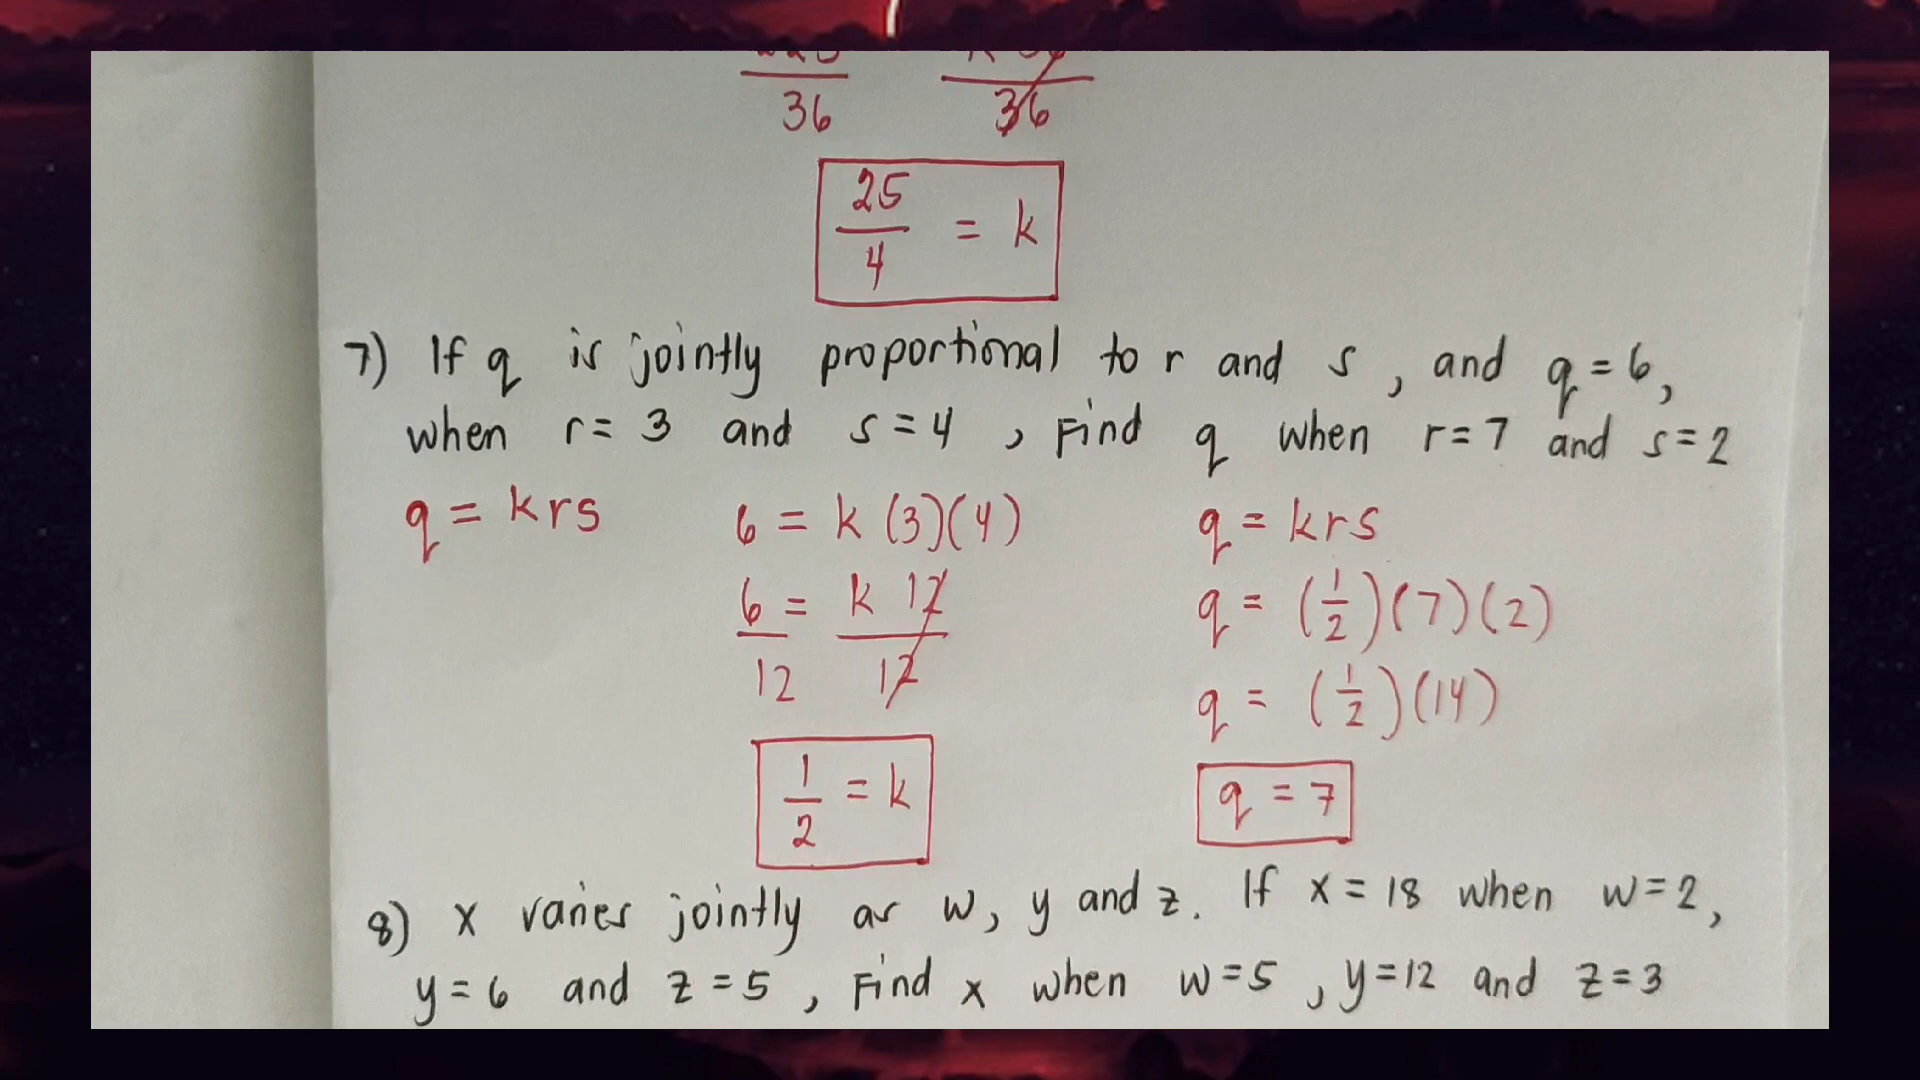 36 36
25/4 = k
7) If q is jointly proportional to r and s, and q = 6,
when r = 3 and s = 4, Find q when r = 7 and s = 2
q = krs 6 = k (3)(4) q = krs
6/12 = k 12/12 q = (1/2)(7)(2)
q = (1/2)(14)
1/2 = k q = 7
8) x varies jointly as w, y and z. If x = 18 when w = 2,
y = 6 and z = 5, Find x when w = 5, y = 12 and z = 3